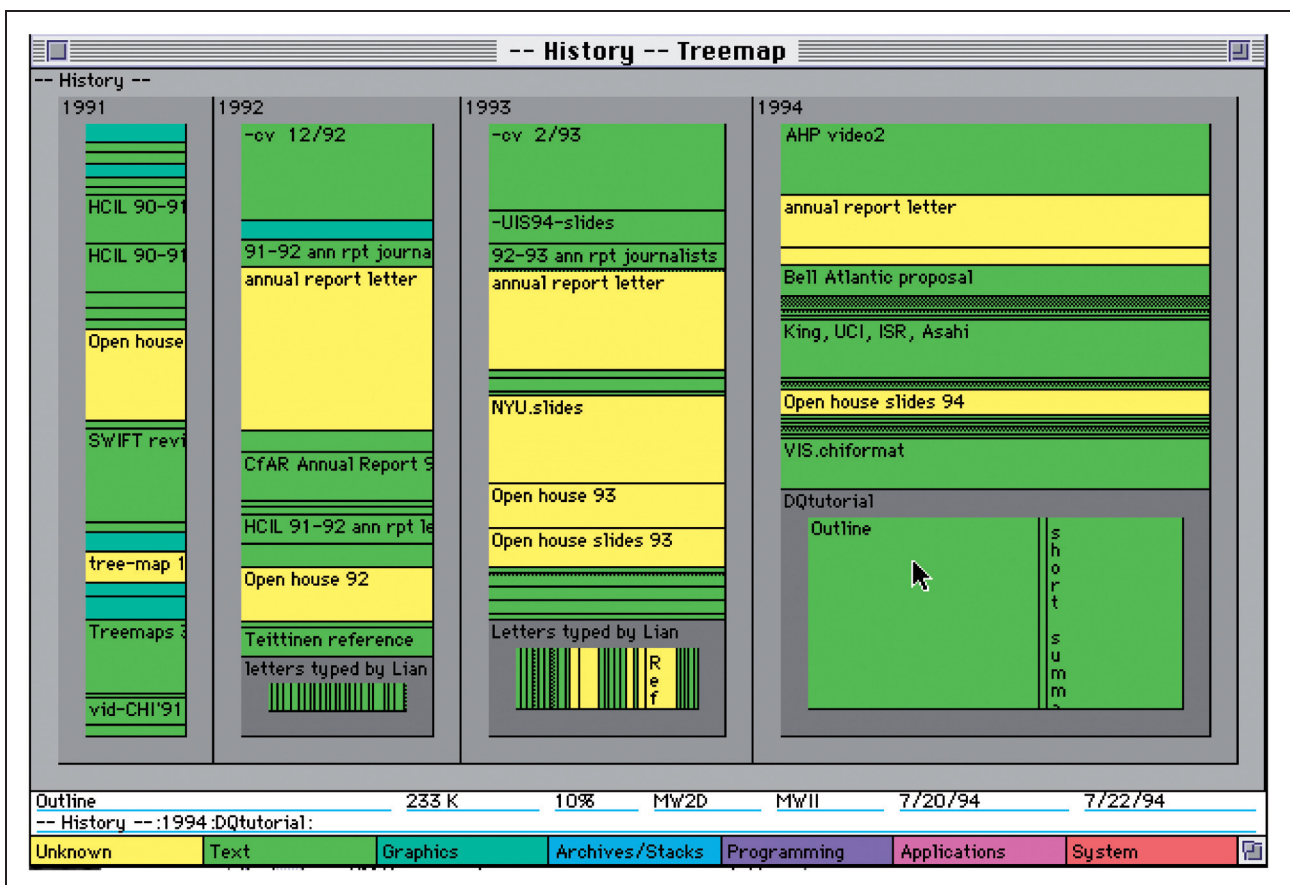 -- History -- Treemap
-- History --
1991
HCIL 90-91
HCIL 90-91
Open house
SWIFT revi
tree-map 1
Treemaps
vid-CHI'91
1992
-cv 12/92
91-92 ann rpt journa
annual report letter
CfAR Annual Report 9
HCIL 91-92 ann rpt le
Open house 92
Teittinen reference
letters typed by Lian
1993
-cv 2/93
-UIS94-slides
92-93 ann rpt journalists
annual report letter
NYU.slides
Open house 93
Open house slides 93
Letters typed by Lian
Ref
1994
AHP video2
annual report letter
Bell Atlantic proposal
King, UCI, ISR, Asahi
Open house slides 94
VIS.chiformat
DQtutorial
Outline
short summ
Outline 233 K 10% MW2D MWII 7/20/94 7/22/94
-- History --:1994:DQtutorial:
Unknown Text Graphics Archives/Stacks Programming Applications System